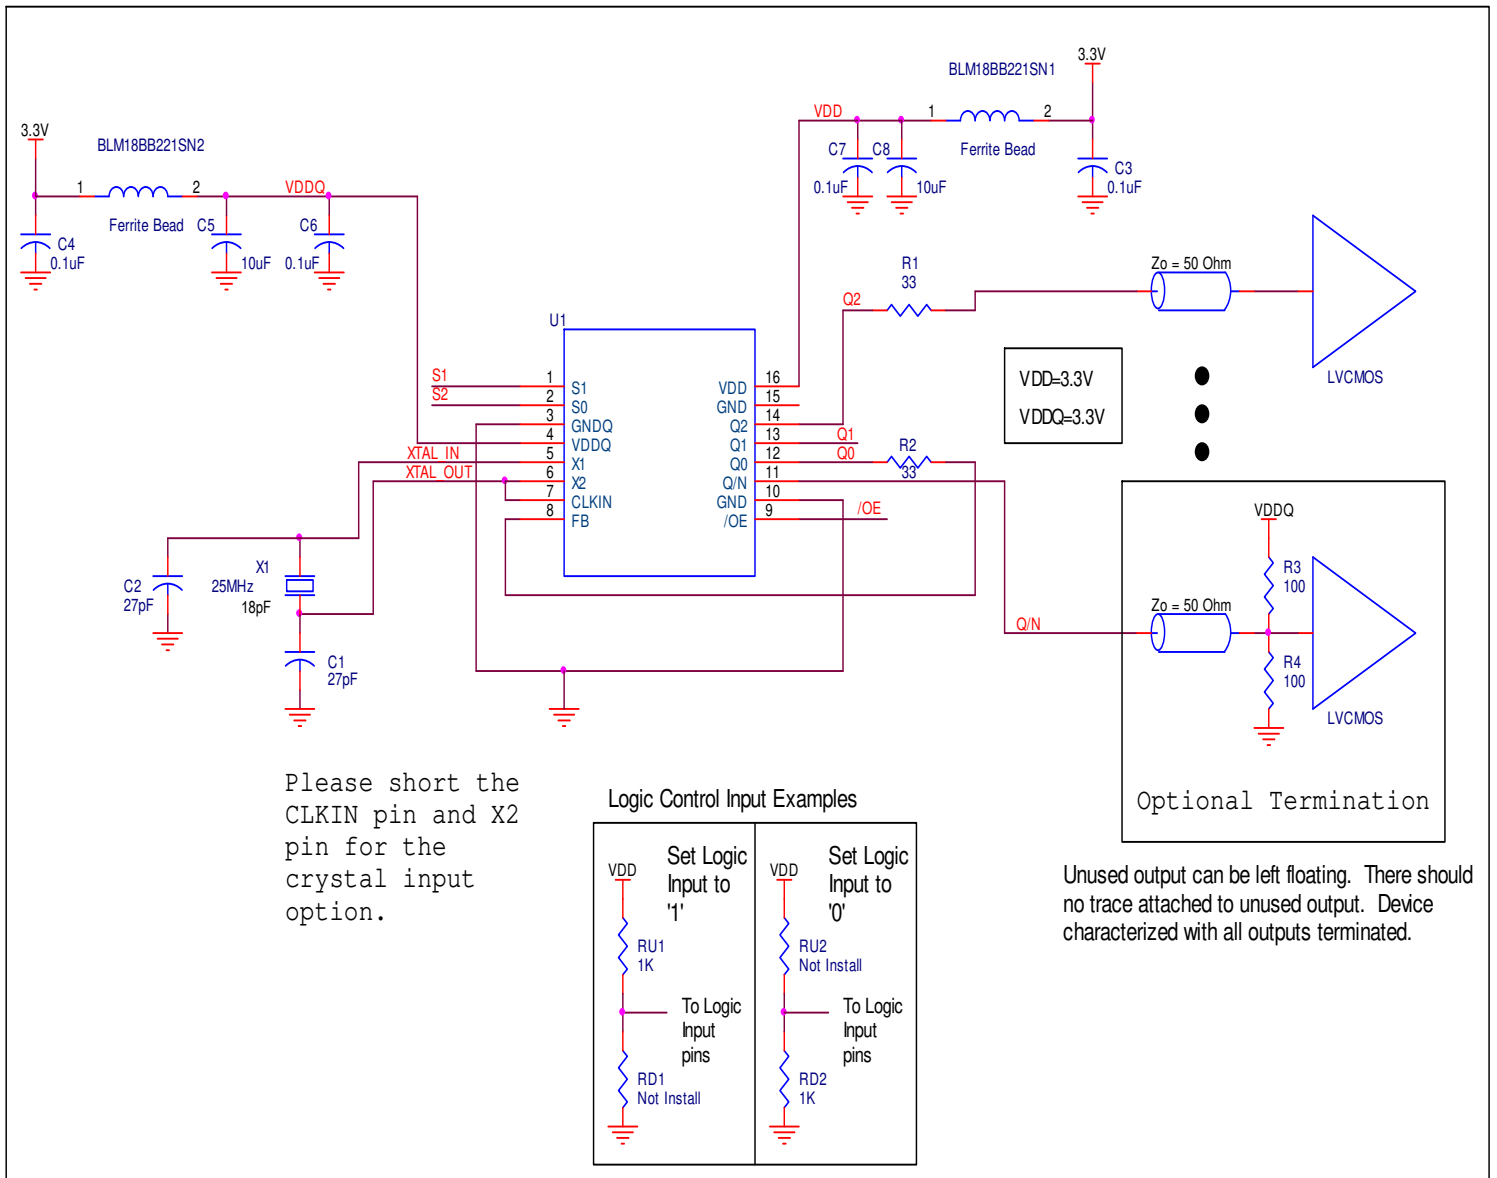 3.3V
BLM18BB221SN1
VDD
1
2
C7
C8
Ferrite Bead
C3
0.1uF
0.1uF
10uF
3.3V
BLM18BB221SN2
1
2
VDDQ
Ferrite Bead
C5
C6
C4
0.1uF
10uF
0.1uF
R1
33
Q2
Zo = 50 Ohm
LVCMOS
VDD=3.3V
VDDQ=3.3V
U1
S1
1
S1
S2
2
S0
3
GNDQ
4
VDDQ
XTAL_IN
5
X1
XTAL_OUT
6
X2
7
CLKIN
8
FB
VDD
16
GND
15
Q2
14
Q1
13
Q1
Q0
12
Q0
Q/N
11
GND
10
/OE
9
/OE
R2
33
C2
27pF
X1
25MHz
18pF
C1
27pF
Q/N
VDDQ
R3
100
Zo = 50 Ohm
R4
100
LVCMOS
Optional Termination
Please short the
CLKIN pin and X2
pin for the
crystal input
option.
Logic Control Input Examples
Set Logic
Input to
'1'
VDD
RU1
1K
To Logic
Input
pins
RD1
Not Install
Set Logic
Input to
'0'
VDD
RU2
Not Install
To Logic
Input
pins
RD2
1K
Unused output can be left floating. There should
no trace attached to unused output. Device
characterized with all outputs terminated.